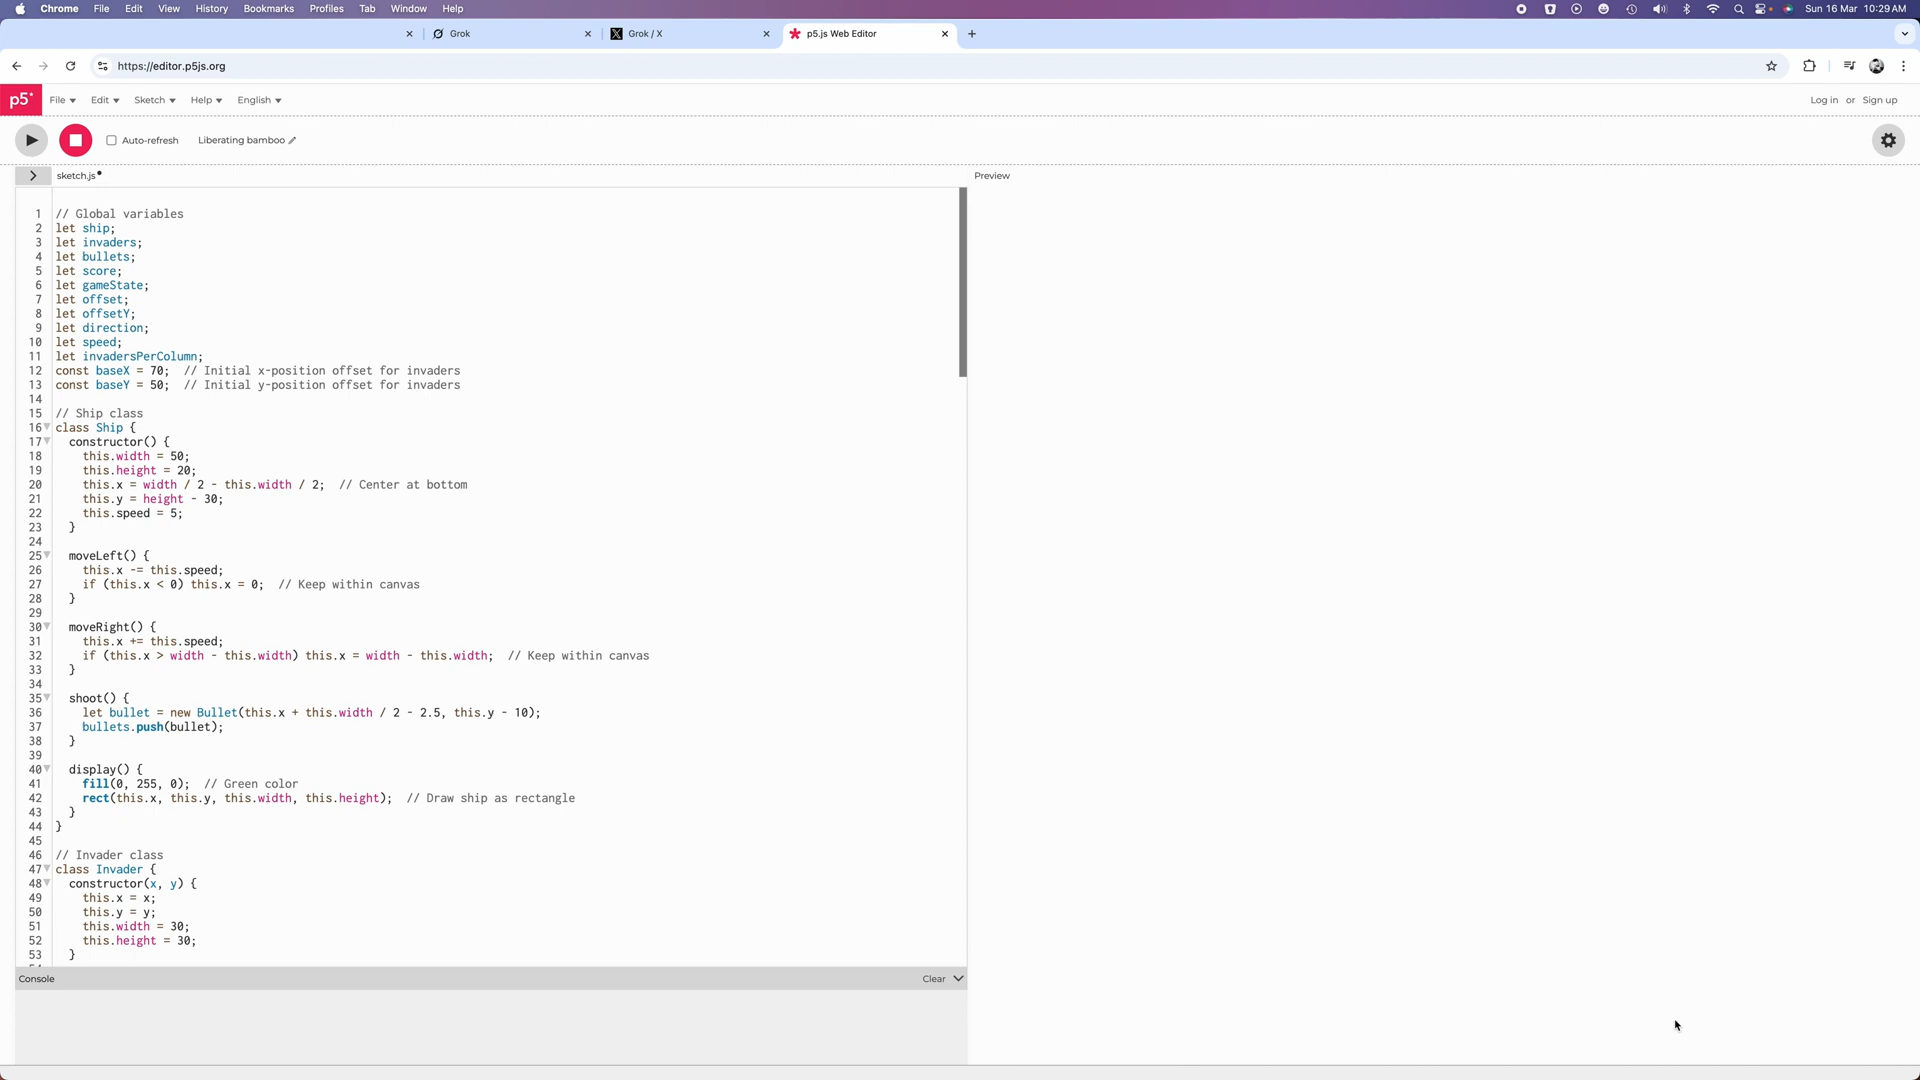 Chrome File Edit View History Bookmarks Profiles Tab Window Help Sun 16 Mar 10:29 AM
Grok Grok / X p5.js Web Editor
https://editor.p5js.org
p5* File Edit Sketch Help English Log in or Sign up
Auto-refresh Liberating bamboo
sketch.js Preview
1 // Global variables
2 let ship;
3 let invaders;
4 let bullets;
5 let score;
6 let gameState;
7 let offset;
8 let offsetY;
9 let direction;
10 let speed;
11 let invadersPerColumn;
12 const baseX = 70;  // Initial x-position offset for invaders
13 const baseY = 50;  // Initial y-position offset for invaders
14
15 // Ship class
16 class Ship {
17   constructor() {
18     this.width = 50;
19     this.height = 20;
20     this.x = width / 2 - this.width / 2;  // Center at bottom
21     this.y = height - 30;
22     this.speed = 5;
23   }
24
25   moveLeft() {
26     this.x -= this.speed;
27     if (this.x < 0) this.x = 0;  // Keep within canvas
28   }
29
30   moveRight() {
31     this.x += this.speed;
32     if (this.x > width - this.width) this.x = width - this.width;  // Keep within canvas
33   }
34
35   shoot() {
36     let bullet = new Bullet(this.x + this.width / 2 - 2.5, this.y - 10);
37     bullets.push(bullet);
38   }
39
40   display() {
41     fill(0, 255, 0);  // Green color
42     rect(this.x, this.y, this.width, this.height);  // Draw ship as rectangle
43   }
44 }
45
46 // Invader class
47 class Invader {
48   constructor(x, y) {
49     this.x = x;
50     this.y = y;
51     this.width = 30;
52     this.height = 30;
53   }
Console Clear